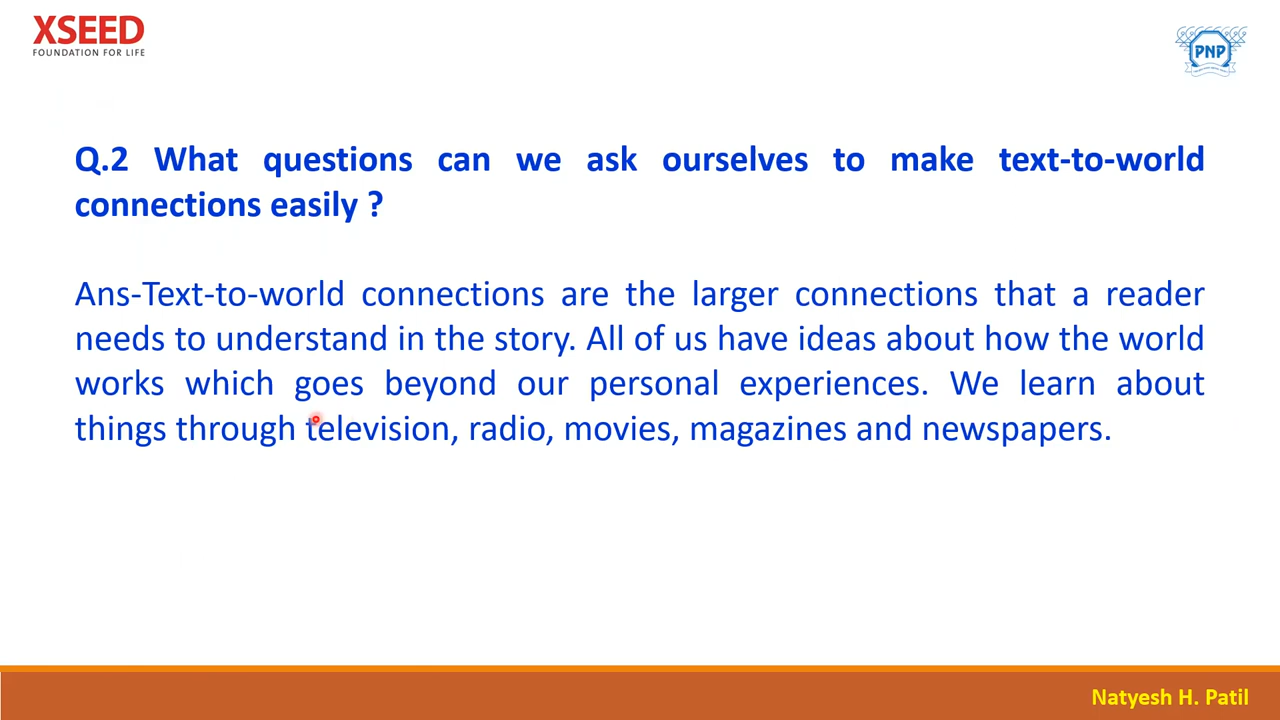 XSEED
FOUNDATION FOR LIFE
PNP
Q.2 What questions can we ask ourselves to make text-to-world
connections easily ?
Ans-Text-to-world connections are the larger connections that a reader
needs to understand in the story. All of us have ideas about how the world
works which goes beyond our personal experiences. We learn about
things through television, radio, movies, magazines and newspapers.
Natyesh H. Patil